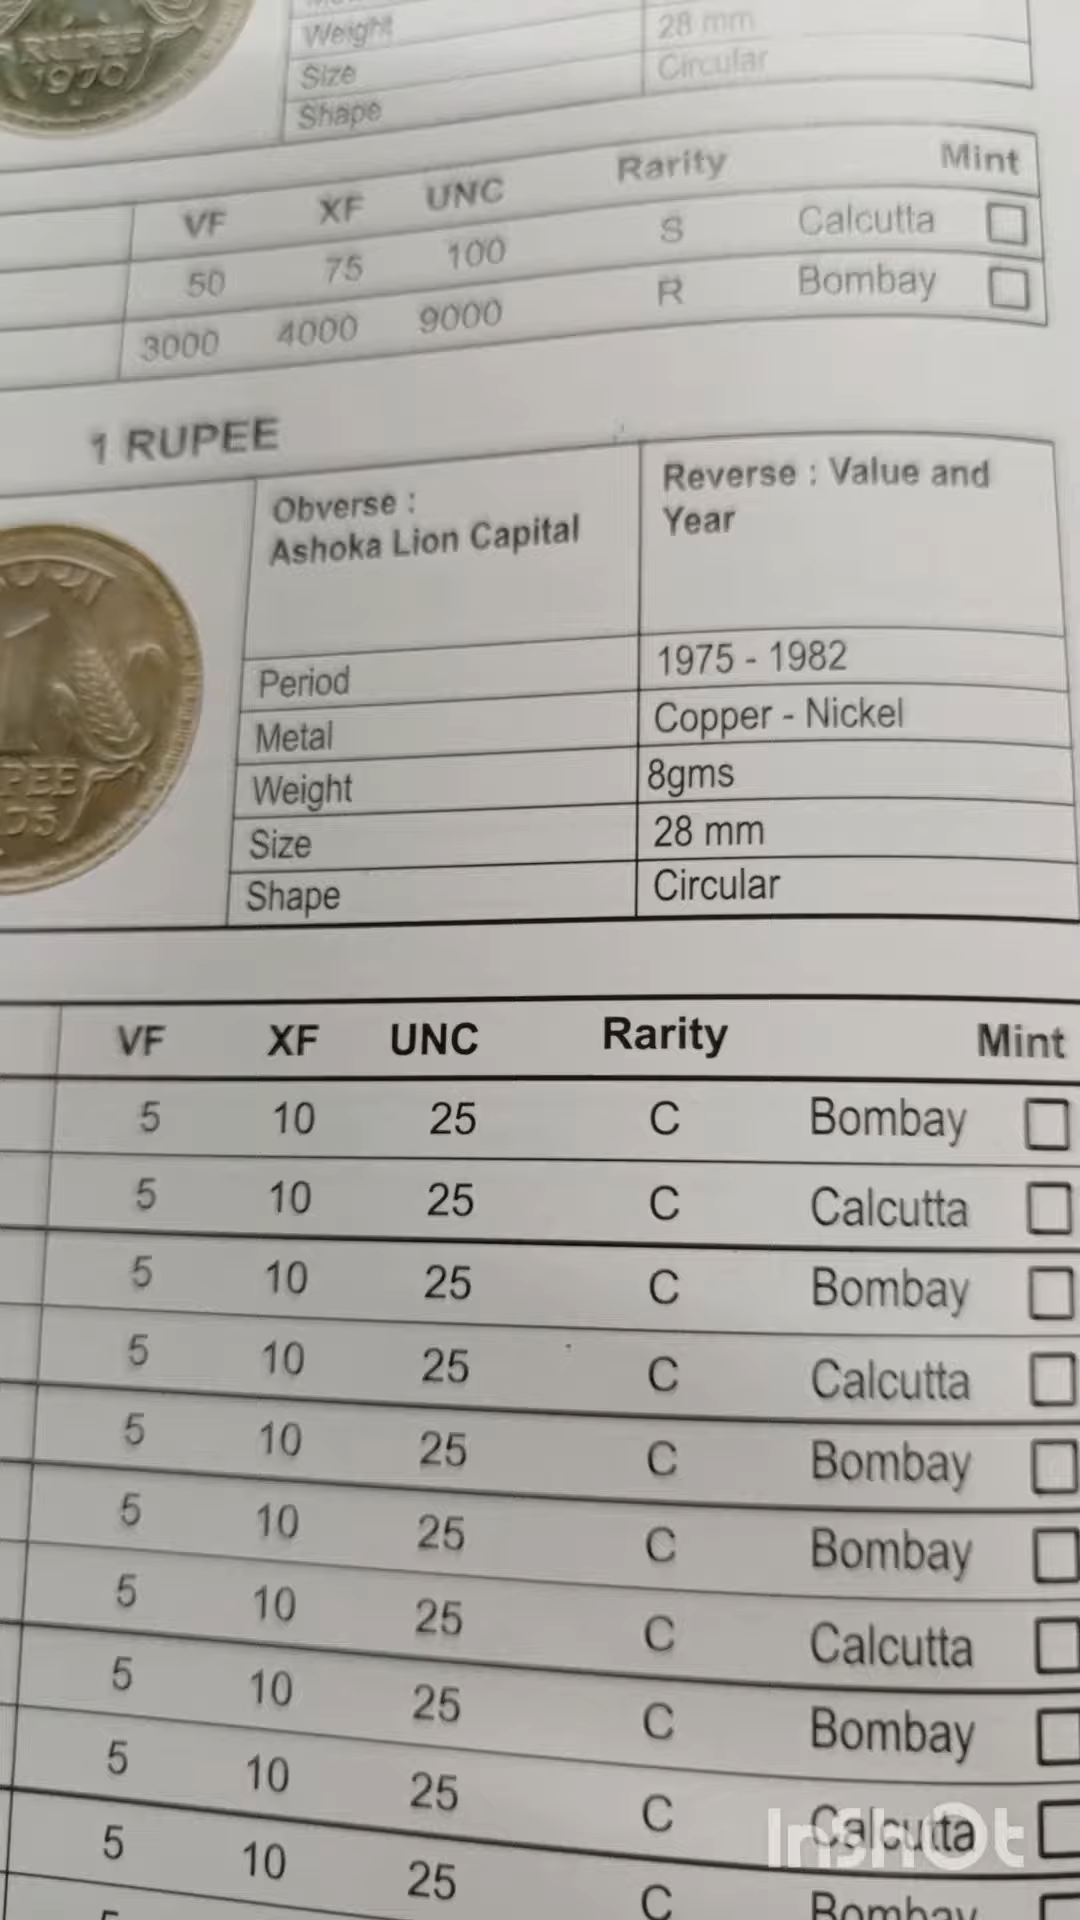 RUPEE
1970
Weight
28 mm
Size
Circular
Shape
VF XF UNC Rarity Mint
50 75 100 S Calcutta
3000 4000 9000 R Bombay
1 RUPEE
Obverse :
Ashoka Lion Capital
Reverse : Value and
Year
Period 1975 - 1982
Metal Copper - Nickel
Weight 8gms
Size 28 mm
Shape Circular
1
VF XF UNC Rarity Mint
5 10 25 C Bombay
5 10 25 C Calcutta
5 10 25 C Bombay
5 10 25 C Calcutta
5 10 25 C Bombay
5 10 25 C Bombay
5 10 25 C Calcutta
5 10 25 C Bombay
5 10 25 C Calcutta
5 10 25 C Bombay
InShOt